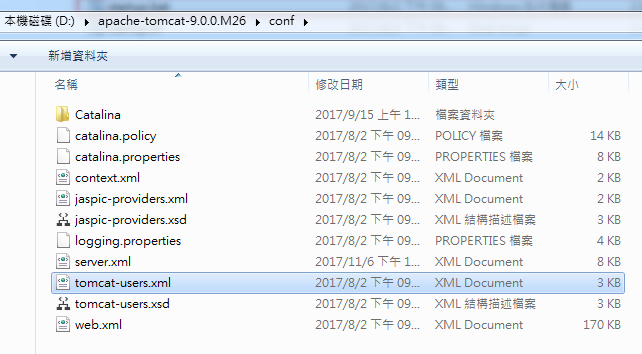 本機磁碟 (D:) ▸ apache-tomcat-9.0.0.M26 ▸ conf ▸
新增資料夾
名稱 修改日期 類型 大小
Catalina 2017/9/15 上午 1... 檔案資料夾
catalina.policy 2017/8/2 下午 09... POLICY 檔案 14 KB
catalina.properties 2017/8/2 下午 09... PROPERTIES 檔案 8 KB
context.xml 2017/8/2 下午 09... XML Document 2 KB
jaspic-providers.xml 2017/8/2 下午 09... XML Document 2 KB
jaspic-providers.xsd 2017/8/2 下午 09... XML 結構描述檔案 3 KB
logging.properties 2017/8/2 下午 09... PROPERTIES 檔案 4 KB
server.xml 2017/11/6 下午 1... XML Document 8 KB
tomcat-users.xml 2017/8/2 下午 09... XML Document 3 KB
tomcat-users.xsd 2017/8/2 下午 09... XML 結構描述檔案 3 KB
web.xml 2017/8/2 下午 09... XML Document 170 KB